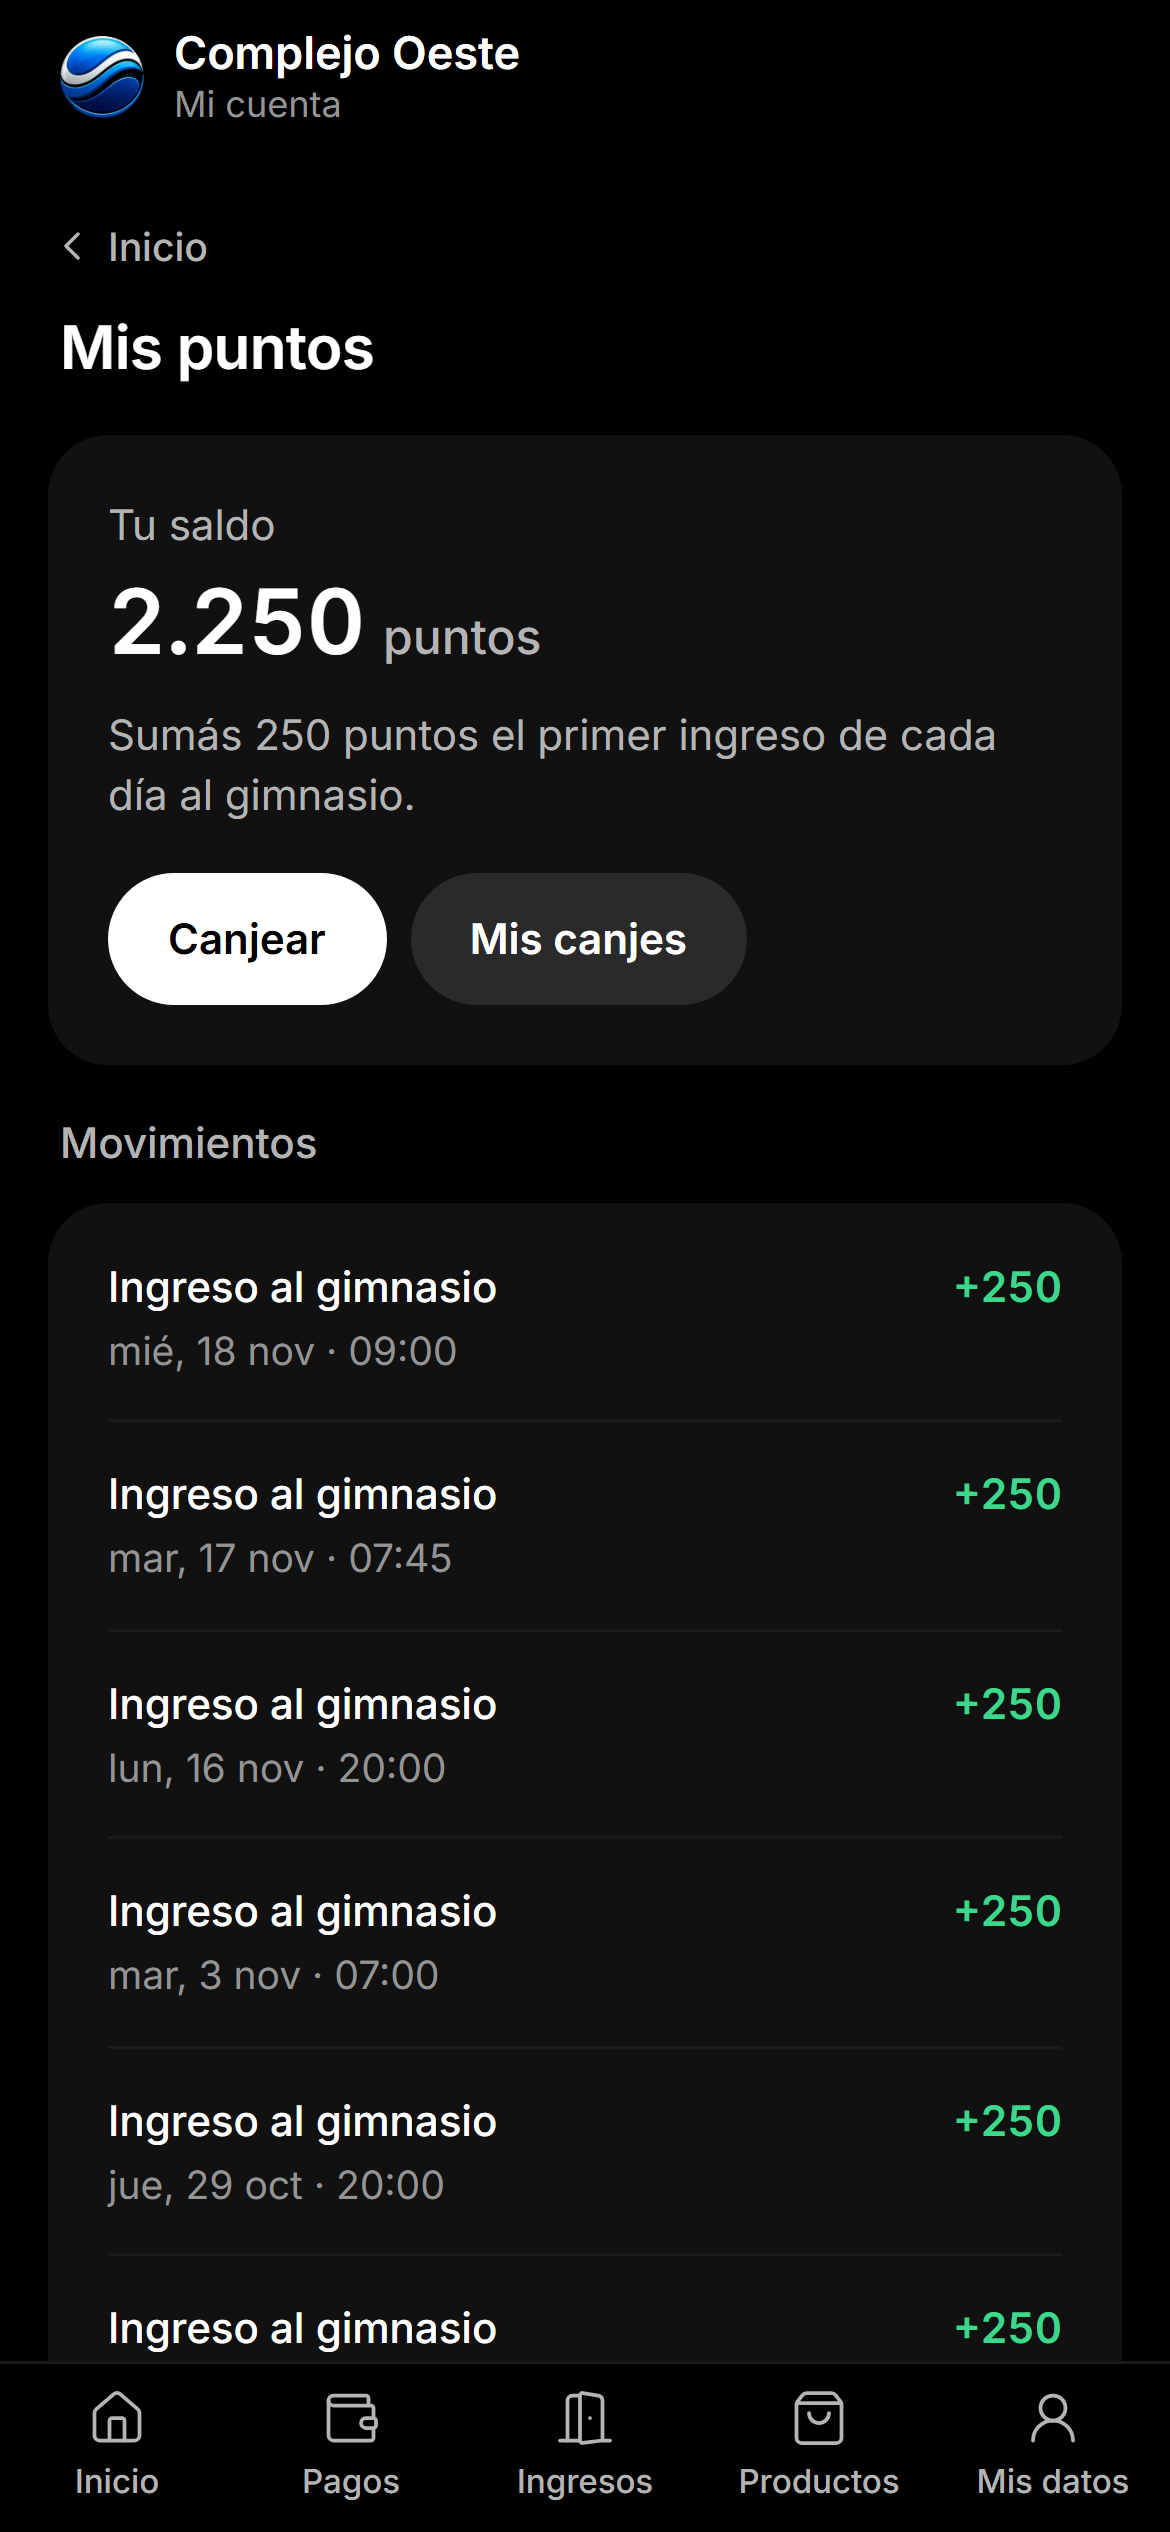 Complejo Oeste
Mi cuenta
Inicio
Mis puntos
Tu saldo
2.250 puntos
Sumás 250 puntos el primer ingreso de cada
día al gimnasio.
Canjear
Mis canjes
Movimientos
Ingreso al gimnasio +250
mié, 18 nov · 09:00
Ingreso al gimnasio +250
mar, 17 nov · 07:45
Ingreso al gimnasio +250
lun, 16 nov · 20:00
Ingreso al gimnasio +250
mar, 3 nov · 07:00
Ingreso al gimnasio +250
jue, 29 oct · 20:00
Ingreso al gimnasio +250
Inicio
Pagos
Ingresos
Productos
Mis datos